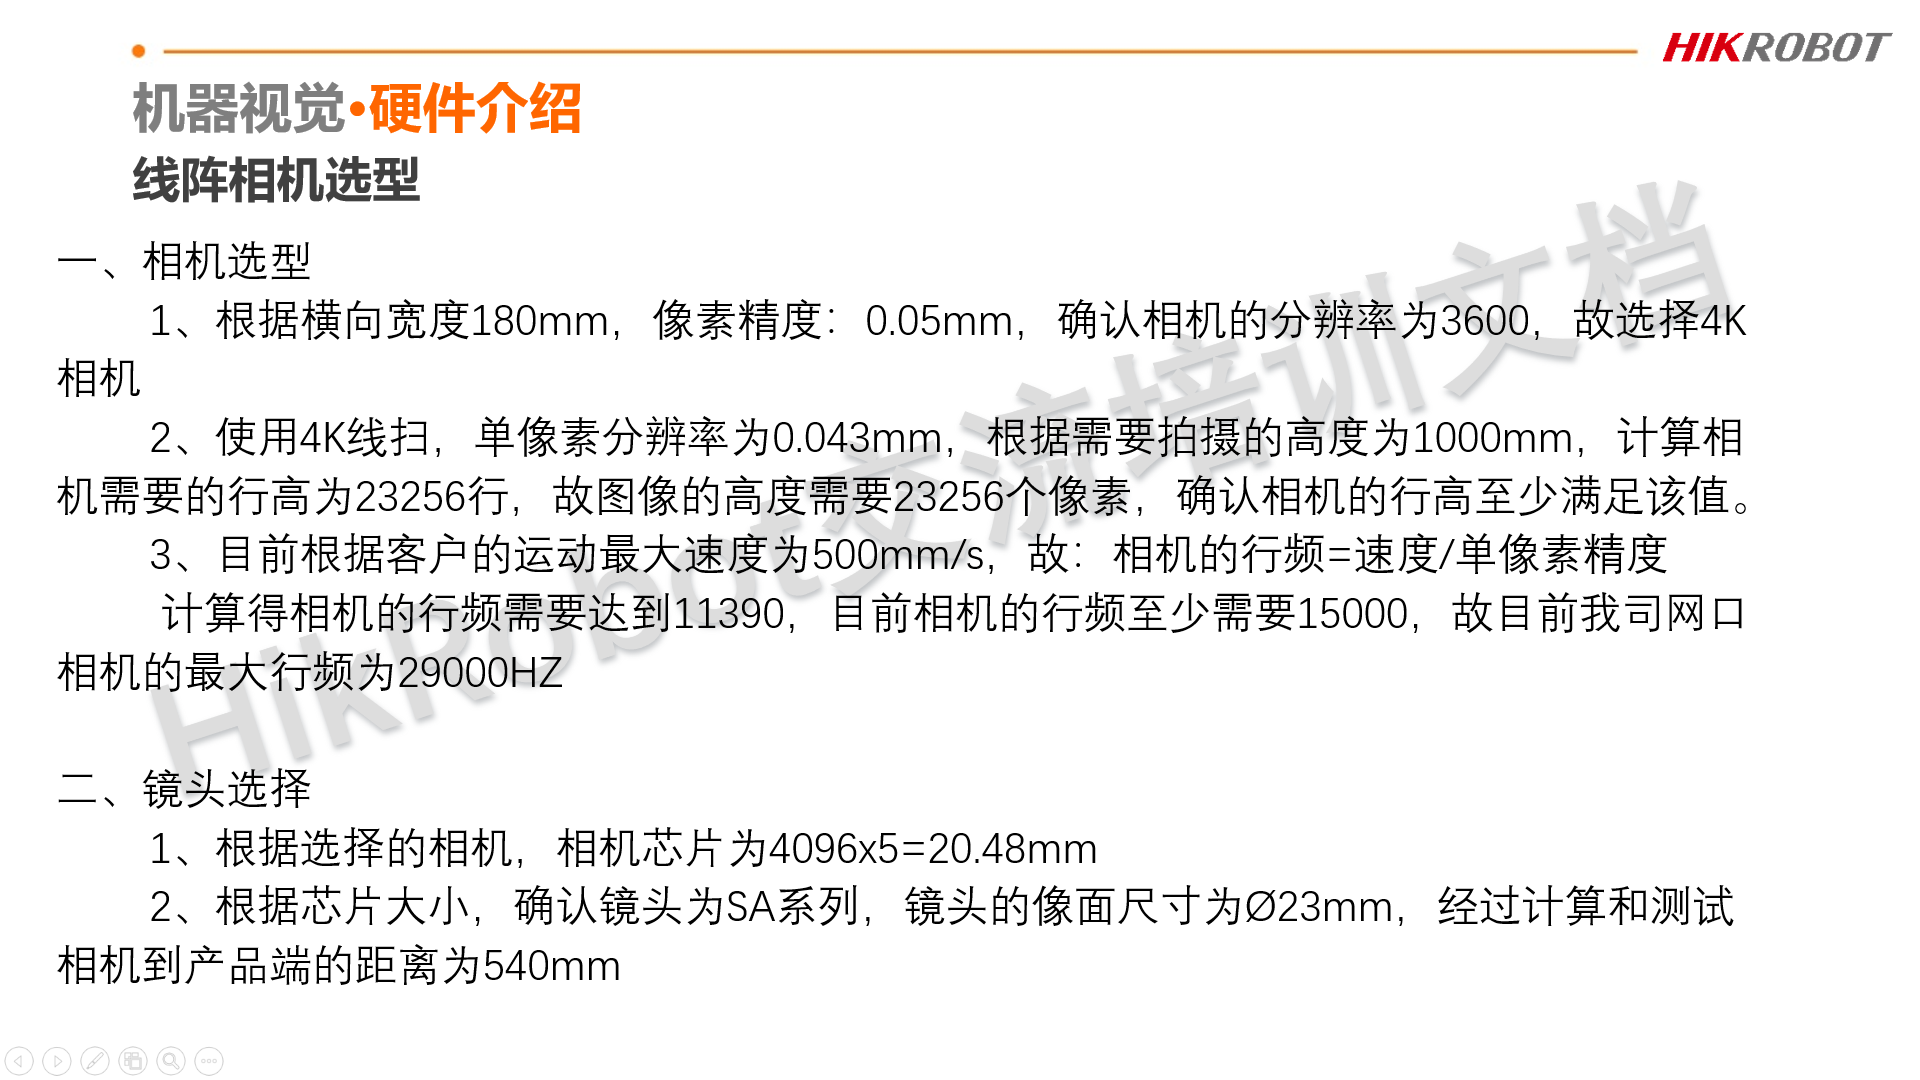 HIKROBOT
机器视觉•硬件介绍
线阵相机选型
一、相机选型
1、根据横向宽度180mm，像素精度：0.05mm，确认相机的分辨率为3600，故选择4K
相机
2、使用4K线扫，单像素分辨率为0.043mm，根据需要拍摄的高度为1000mm，计算相
机需要的行高为23256行，故图像的高度需要23256个像素，确认相机的行高至少满足该值。
3、目前根据客户的运动最大速度为500mm/s，故：相机的行频=速度/单像素精度
计算得相机的行频需要达到11390，目前相机的行频至少需要15000，故目前我司网口
相机的最大行频为29000HZ
二、镜头选择
1、根据选择的相机，相机芯片为4096x5=20.48mm
2、根据芯片大小，确认镜头为SA系列，镜头的像面尺寸为Ø23mm，经过计算和测试
相机到产品端的距离为540mm
HikRobot交流培训文档